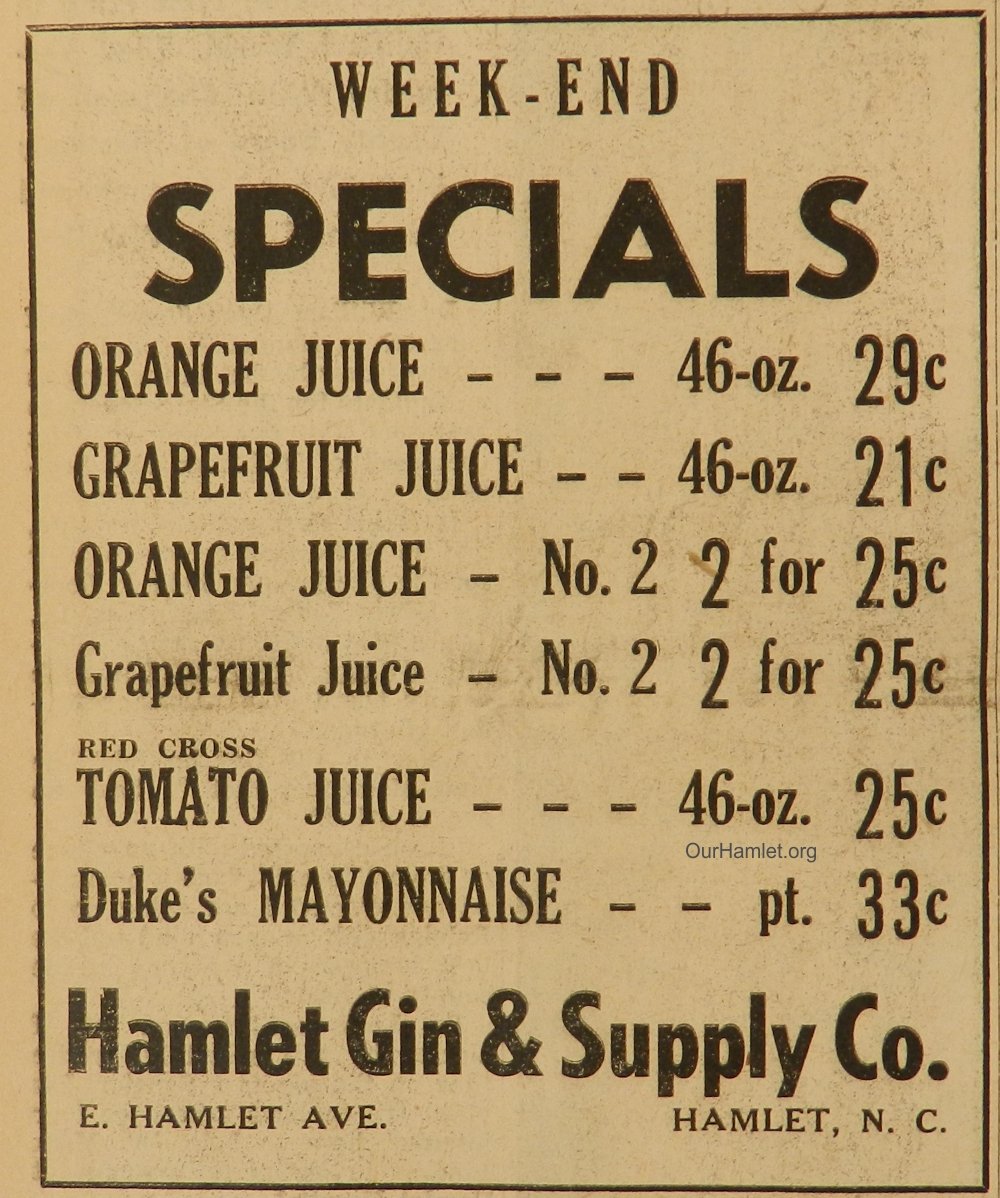 WEEK-END
SPECIALS
ORANGE JUICE - - - 46-oz. 29c
GRAPEFRUIT JUICE - - 46-oz. 21c
ORANGE JUICE - No. 2 2 for 25c
Grapefruit Juice - No. 2 2 for 25c
RED CROSS
TOMATO JUICE - - - 46-oz. 25c
OurHamlet.org
Duke's MAYONNAISE - - pt. 33c
Hamlet Gin & Supply Co.
E. HAMLET AVE. HAMLET, N. C.